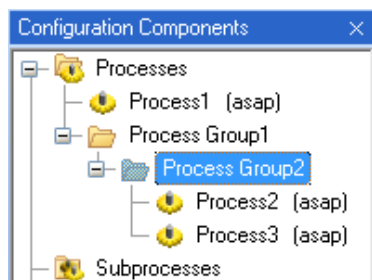 Configuration Components
Processes
Process1 (asap)
Process Group1
Process Group2
Process2 (asap)
Process3 (asap)
Subprocesses